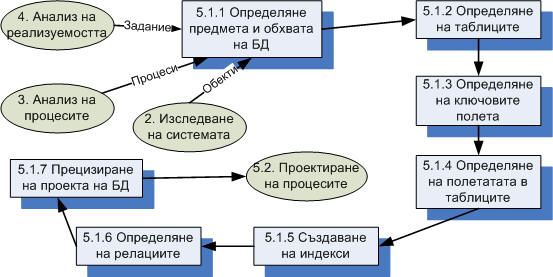 4. Анализ на
реализуемостта
Задание
5.1.1 Определяне
предмета и обхвата
на БД
5.1.2 Определяне
на таблиците
3. Анализ на
процесите
Процеси
Обекти
2. Изследване
на системата
5.1.3 Определяне
на ключовите
полета
5.1.4 Определяне
на полетатата в
таблиците
5.1.7 Прецизиране
на проекта на БД
5.2. Проектиране
на процесите
5.1.6 Определяне
на релациите
5.1.5 Създаване
на индекси